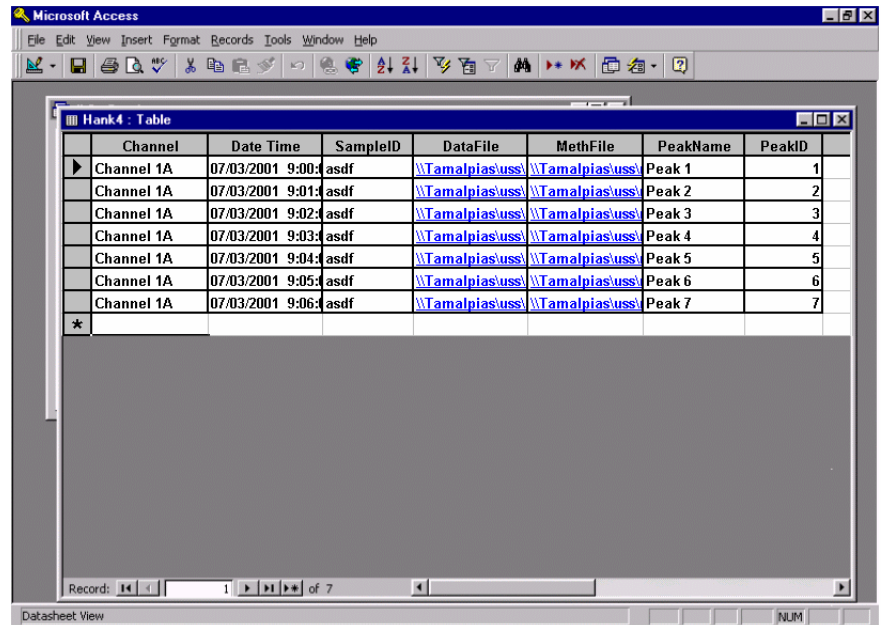 Microsoft Access
File Edit View Insert Format Records Tools Window Help
Hank4 : Table
Channel Date Time SampleID DataFile MethFile PeakName PeakID
Channel 1A 07/03/2001 9:00: asdf \\Tamalpias\uss\ \\Tamalpias\uss\ Peak 1 1
Channel 1A 07/03/2001 9:01: asdf \\Tamalpias\uss\ \\Tamalpias\uss\ Peak 2 2
Channel 1A 07/03/2001 9:02: asdf \\Tamalpias\uss\ \\Tamalpias\uss\ Peak 3 3
Channel 1A 07/03/2001 9:03: asdf \\Tamalpias\uss\ \\Tamalpias\uss\ Peak 4 4
Channel 1A 07/03/2001 9:04: asdf \\Tamalpias\uss\ \\Tamalpias\uss\ Peak 5 5
Channel 1A 07/03/2001 9:05: asdf \\Tamalpias\uss\ \\Tamalpias\uss\ Peak 6 6
Channel 1A 07/03/2001 9:06: asdf \\Tamalpias\uss\ \\Tamalpias\uss\ Peak 7 7
Record: 1 of 7
Datasheet View NUM